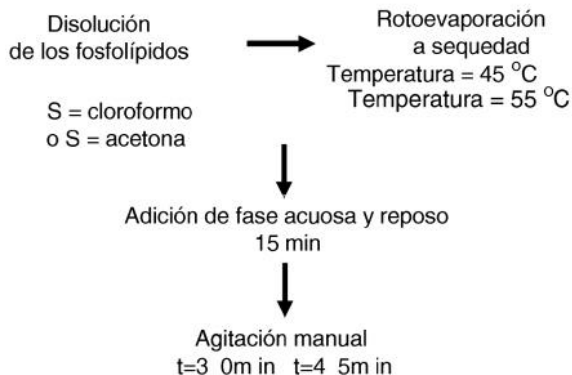 Disolución
de los fosfolípidos
S = cloroformo
o S = acetona
Rotoevaporación
a sequedad
Temperatura = 45 °C
Temperatura = 55 °C
Adición de fase acuosa y reposo
15 min
Agitación manual
t=3 0m in t=4 5m in